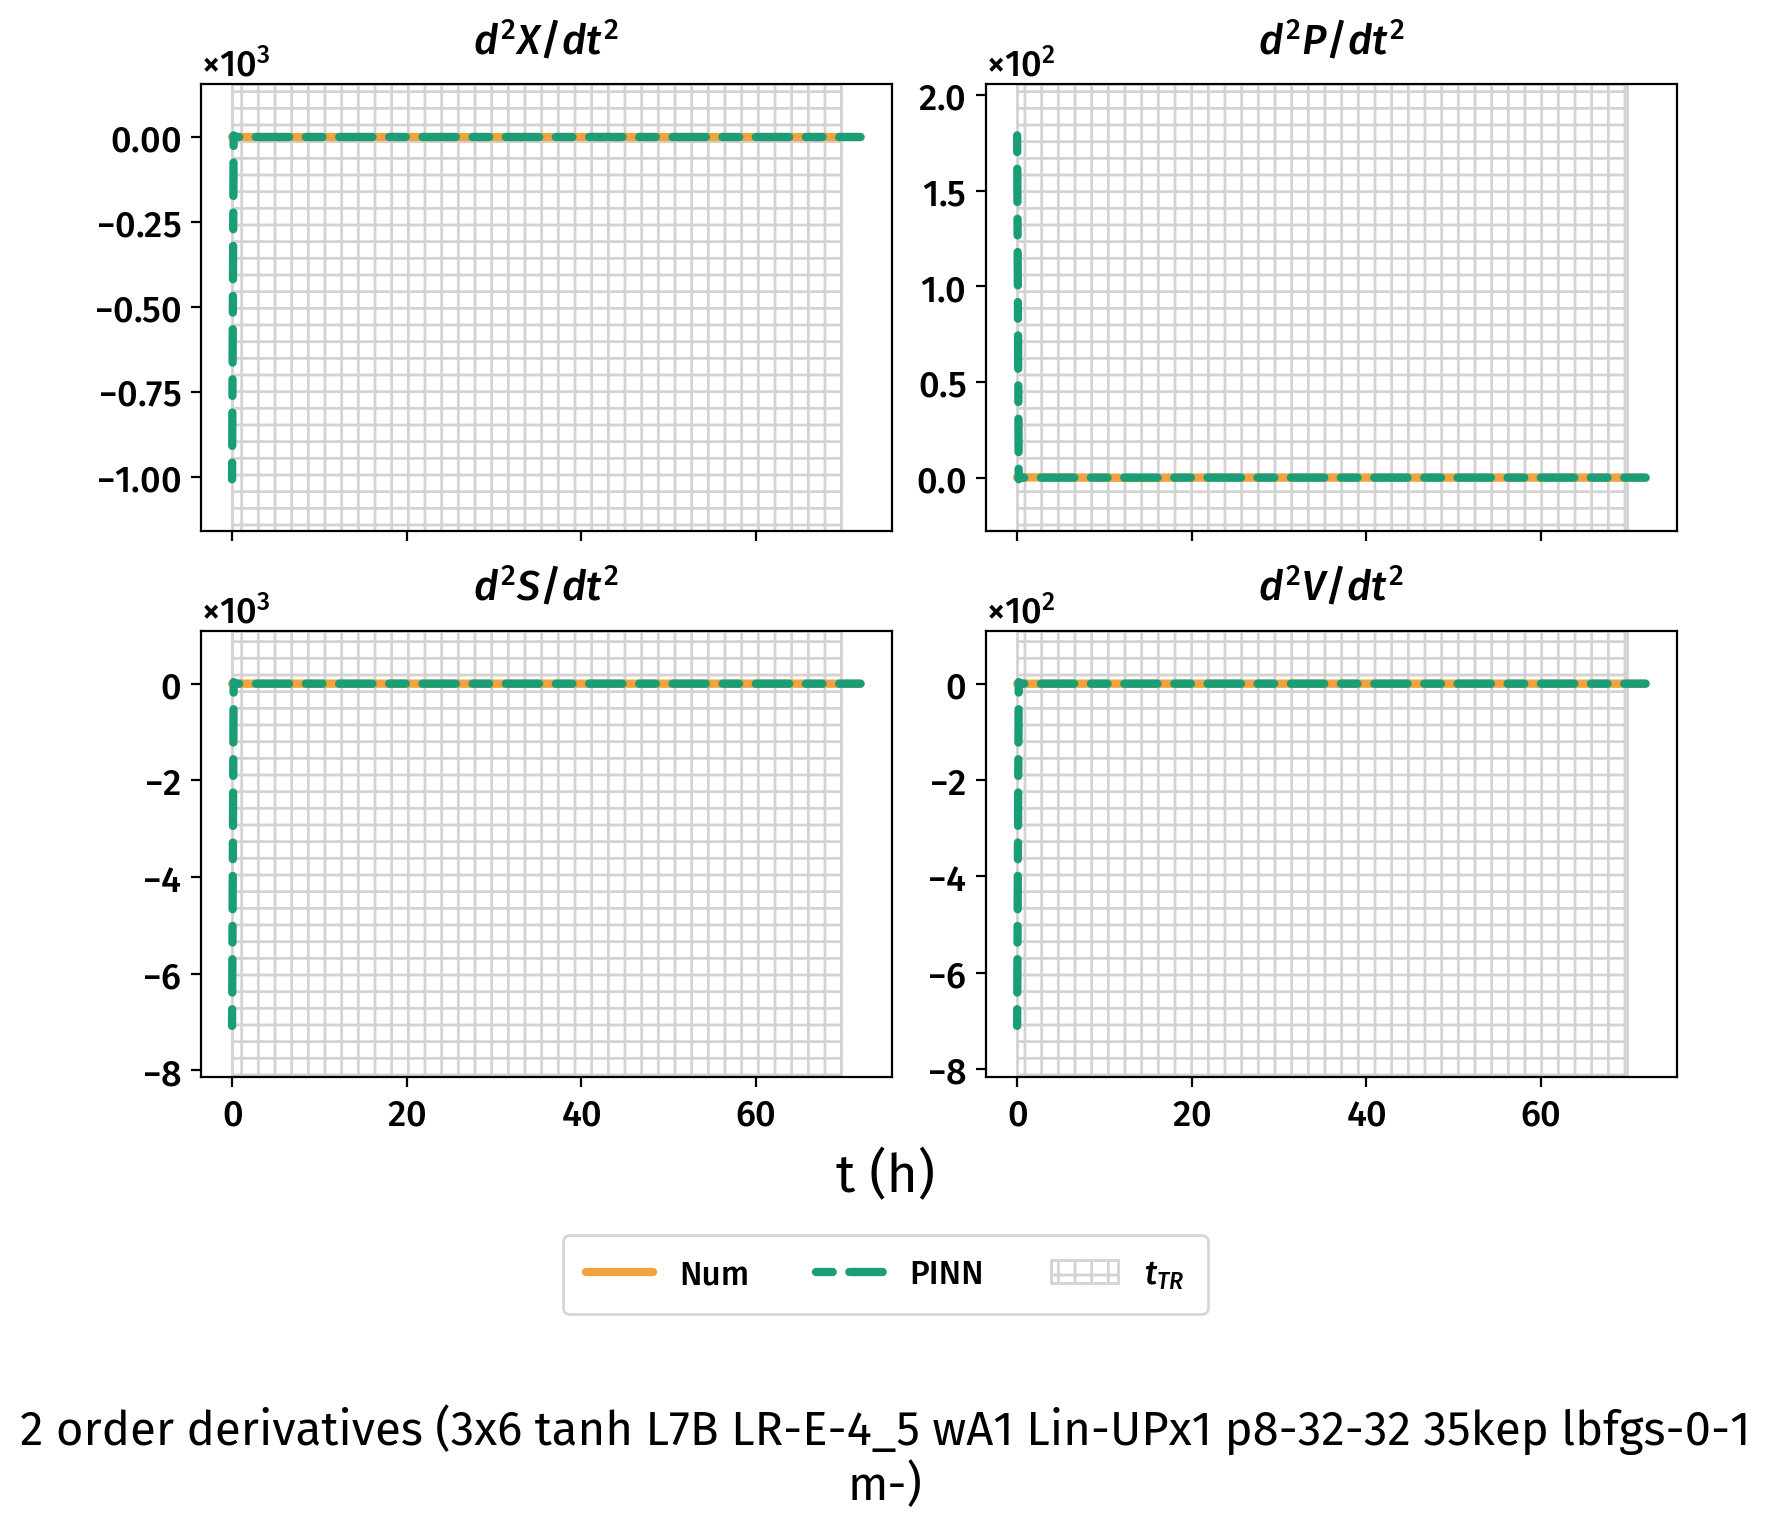 d²X/dt²
×10³
0.00
−0.25
−0.50
−0.75
−1.00
d²P/dt²
×10²
2.0
1.5
1.0
0.5
0.0
d²S/dt²
×10³
0
−2
−4
−6
−8
0 20 40 60
d²V/dt²
×10²
0
−2
−4
−6
−8
0 20 40 60
t (h)
Num PINN t_TR
2 order derivatives (3x6 tanh L7B LR-E-4_5 wA1 Lin-UPx1 p8-32-32 35kep lbfgs-0-1
m-)